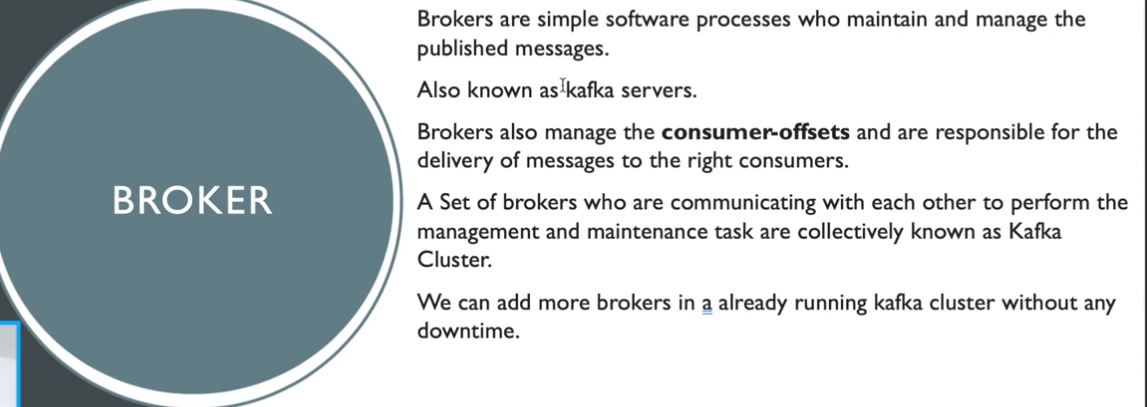 BROKER
Brokers are simple software processes who maintain and manage the
published messages.
Also known as kafka servers.
Brokers also manage the consumer-offsets and are responsible for the
delivery of messages to the right consumers.
A Set of brokers who are communicating with each other to perform the
management and maintenance task are collectively known as Kafka
Cluster.
We can add more brokers in a already running kafka cluster without any
downtime.